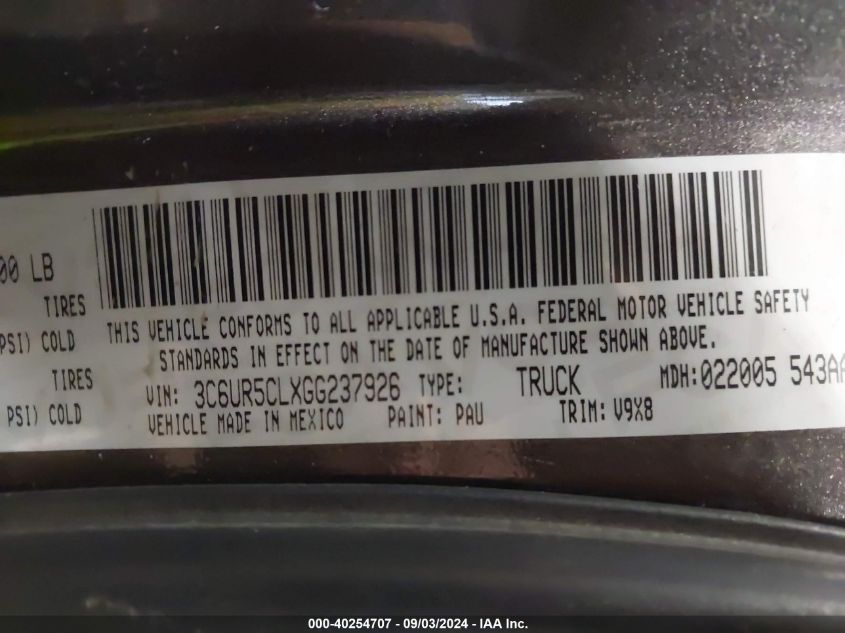 00 LB
TIRES
PSI) COLD
TIRES
PSI) COLD
THIS VEHICLE CONFORMS TO ALL APPLICABLE U.S.A. FEDERAL MOTOR VEHICLE SAFETY
STANDARDS IN EFFECT ON THE DATE OF MANUFACTURE SHOWN ABOVE.
VIN: 3C6UR5CLXGG237926 TYPE: TRUCK MDH:022005 543AA
VEHICLE MADE IN MEXICO PAINT: PAU TRIM: V9X8
000-40254707 - 09/03/2024 - IAA Inc.